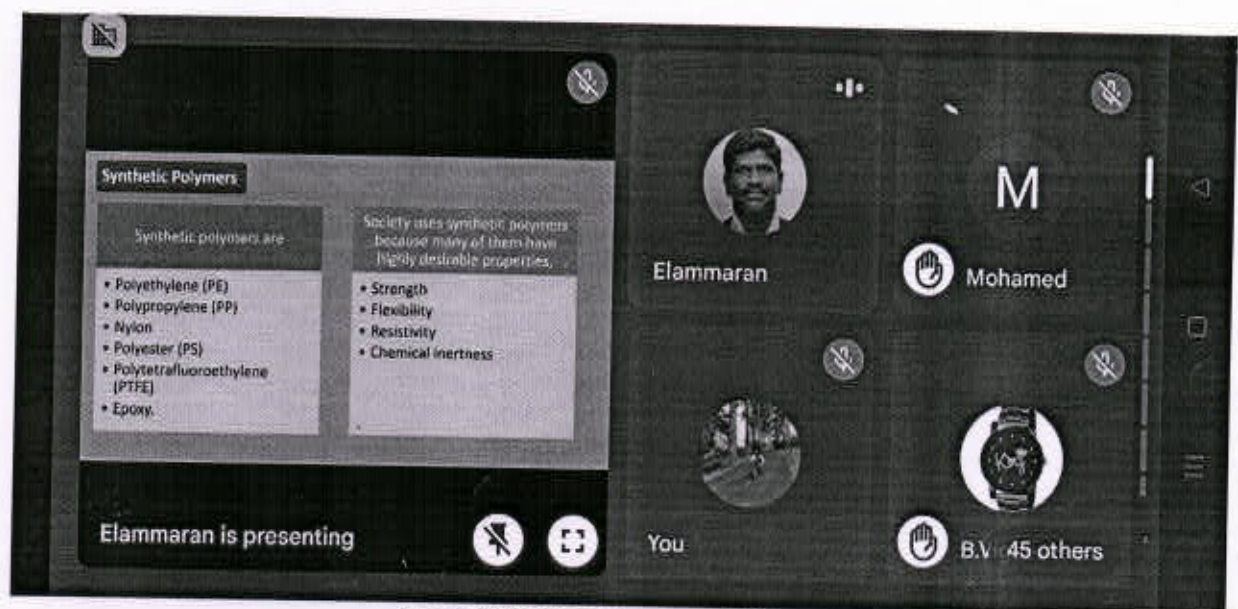 Synthetic Polymers
Synthetic polymers are
• Polyethylene (PE)
• Polypropylene (PP)
• Nylon
• Polyester (PS)
• Polytetrafluoroethylene
(PTFE)
• Epoxy.
Society uses synthetic polymers
because many of them have
highly desirable properties,
• Strength
• Flexibility
• Resistivity
• Chemical inertness
Elammaran is presenting
Elammaran
M
Mohamed
You
B.V 45 others